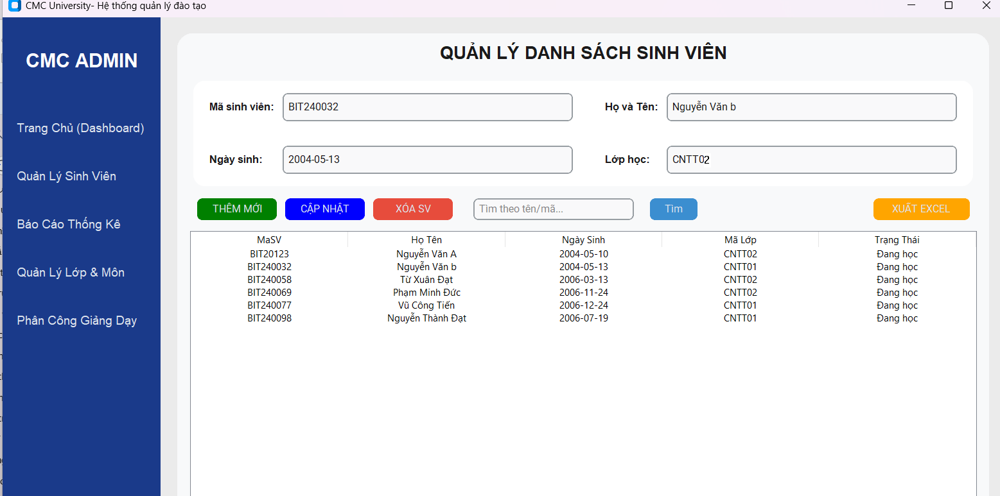 CMC University- Hệ thống quản lý đào tạo
CMC ADMIN
Trang Chủ (Dashboard)
Quản Lý Sinh Viên
Báo Cáo Thống Kê
Quản Lý Lớp & Môn
Phân Công Giảng Dạy
QUẢN LÝ DANH SÁCH SINH VIÊN
Mã sinh viên: BIT240032 Họ và Tên: Nguyễn Văn b
Ngày sinh: 2004-05-13 Lớp học: CNTT02
THÊM MỚI CẬP NHẬT XÓA SV Tìm theo tên/mã... Tìm XUẤT EXCEL
MaSV Họ Tên Ngày Sinh Mã Lớp Trạng Thái
BIT20123 Nguyễn Văn A 2004-05-10 CNTT02 Đang học
BIT240032 Nguyễn Văn b 2004-05-13 CNTT01 Đang học
BIT240058 Từ Xuân Đạt 2006-03-13 CNTT02 Đang học
BIT240069 Phạm Minh Đức 2006-11-24 CNTT02 Đang học
BIT240077 Vũ Công Tiến 2006-12-24 CNTT01 Đang học
BIT240098 Nguyễn Thành Đạt 2006-07-19 CNTT01 Đang học